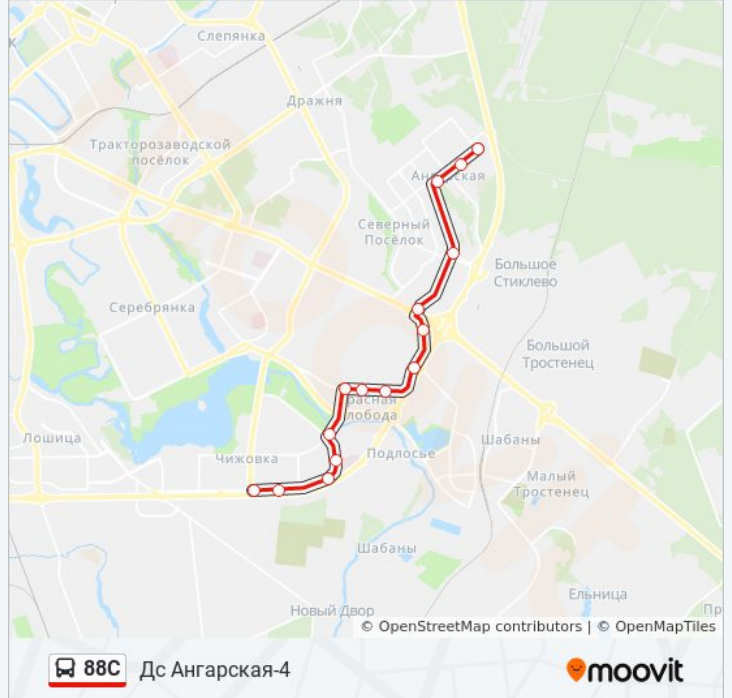 к
Слепянка
Дражня
Тракторозаводской
посёлок
Ангарская
Северный
Посёлок
Большое
Стиклево
Серебрянка
Большой
Тростенец
Красная
Слобода
Лошица
Чижовка
Подлосье
Шабаны
Малый
Тростенец
Шабаны
Ельница
Новый Двор
Пр
© OpenStreetMap contributors | © OpenMapTiles
88С Дс Ангарская-4
moovit